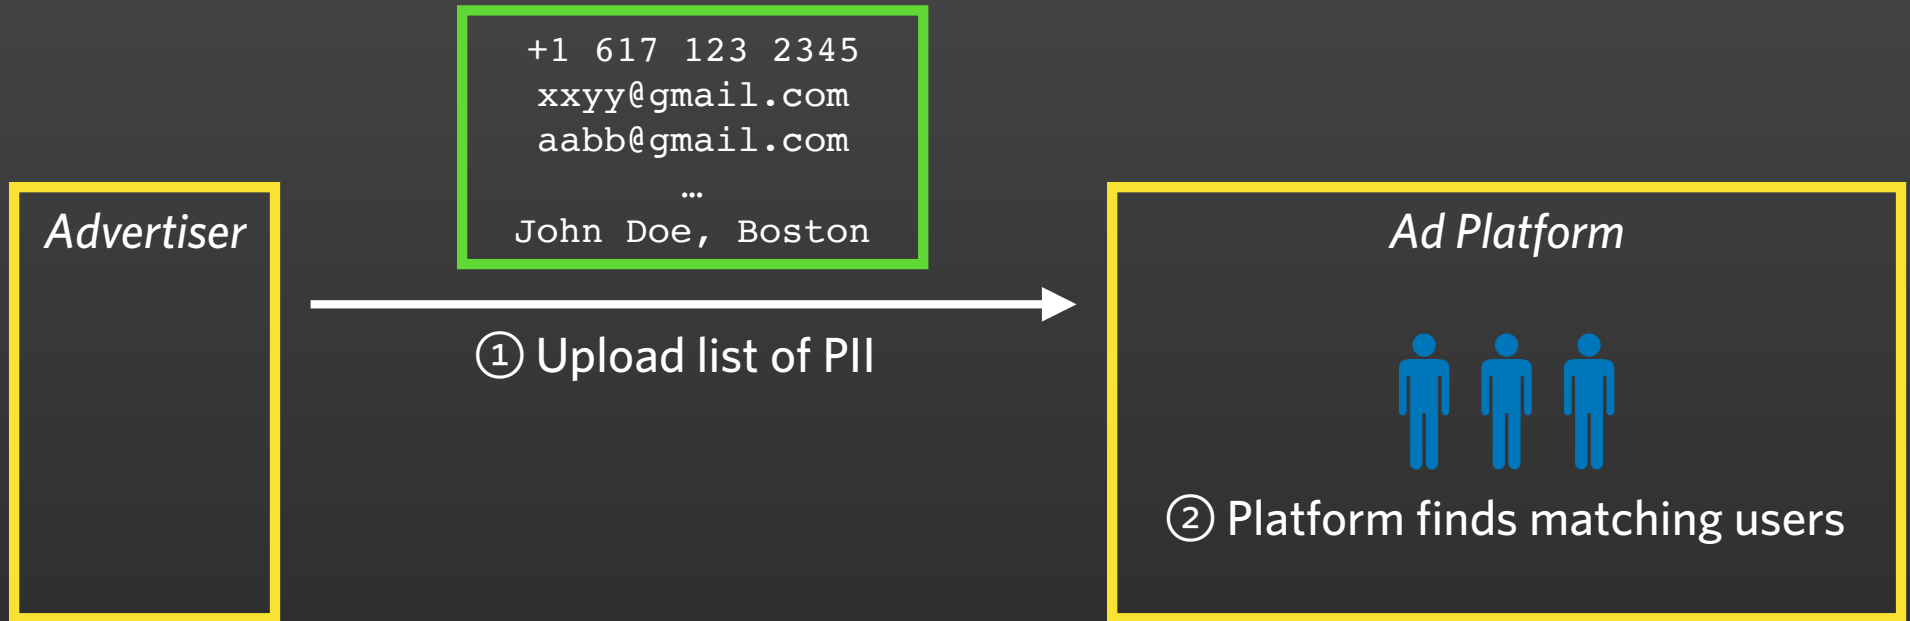 +1 617 123 2345
xxyy@gmail.com
aabb@gmail.com
…
John Doe, Boston
Advertiser
Ad Platform
① Upload list of PII
② Platform finds matching users